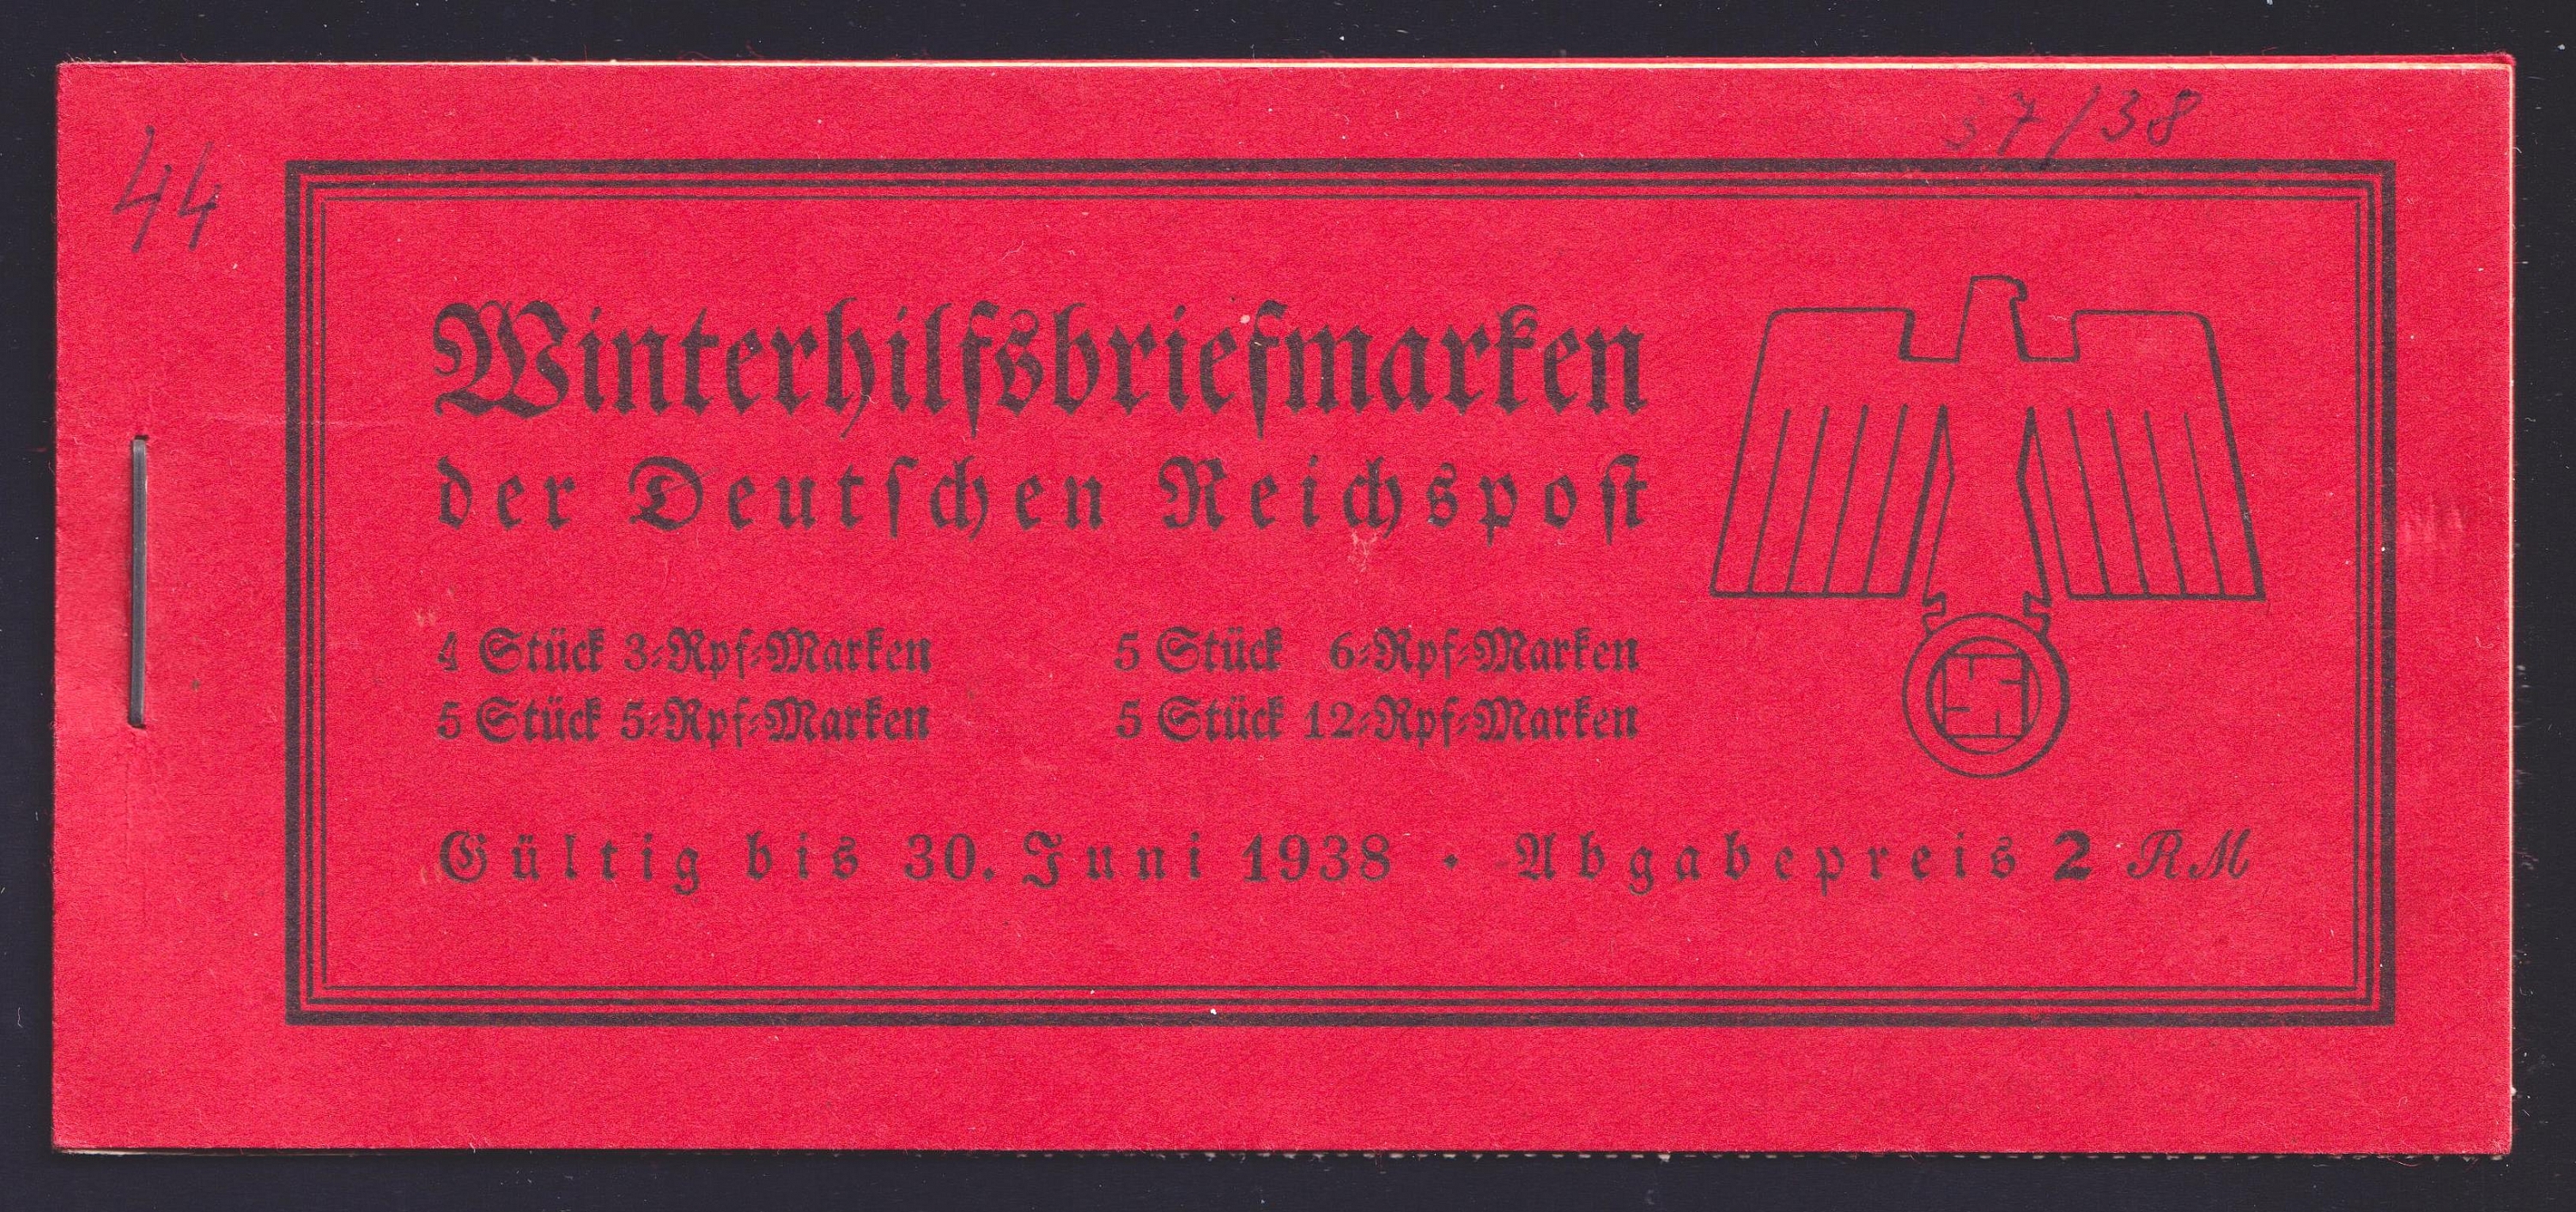 44
37/38
Winterhilfsbriefmarken
der Deutſchen Reichspoſt
4 Stück 3-Rpf-Marken 5 Stück 6-Rpf-Marken
5 Stück 5-Rpf-Marken 5 Stück 12-Rpf-Marken
Gültig bis 30. Juni 1938 · Abgabepreis 2 RM